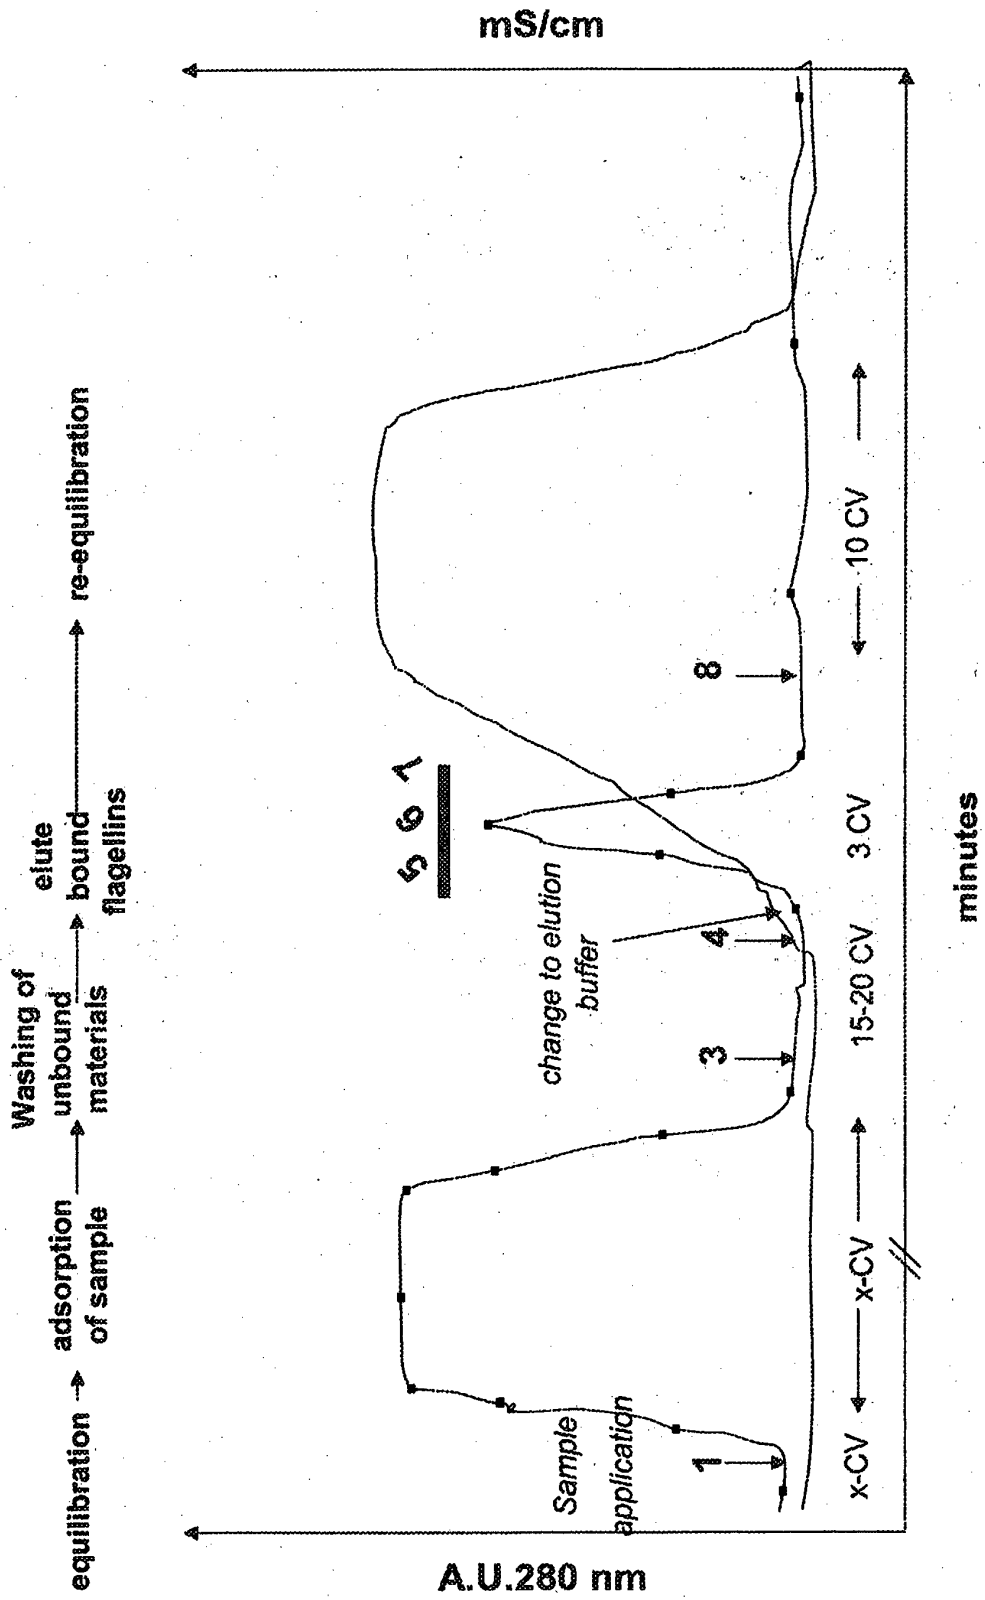 mS/cm
equilibration
adsorption
of sample
Washing of
unbound
materials
elute
bound
flagellins
re-equilibration
5 6 7
change to elution
buffer
Sample
application
1
3
4
8
x-CV
x-CV
15-20 CV
3 CV
10 CV
minutes
A.U.280 nm